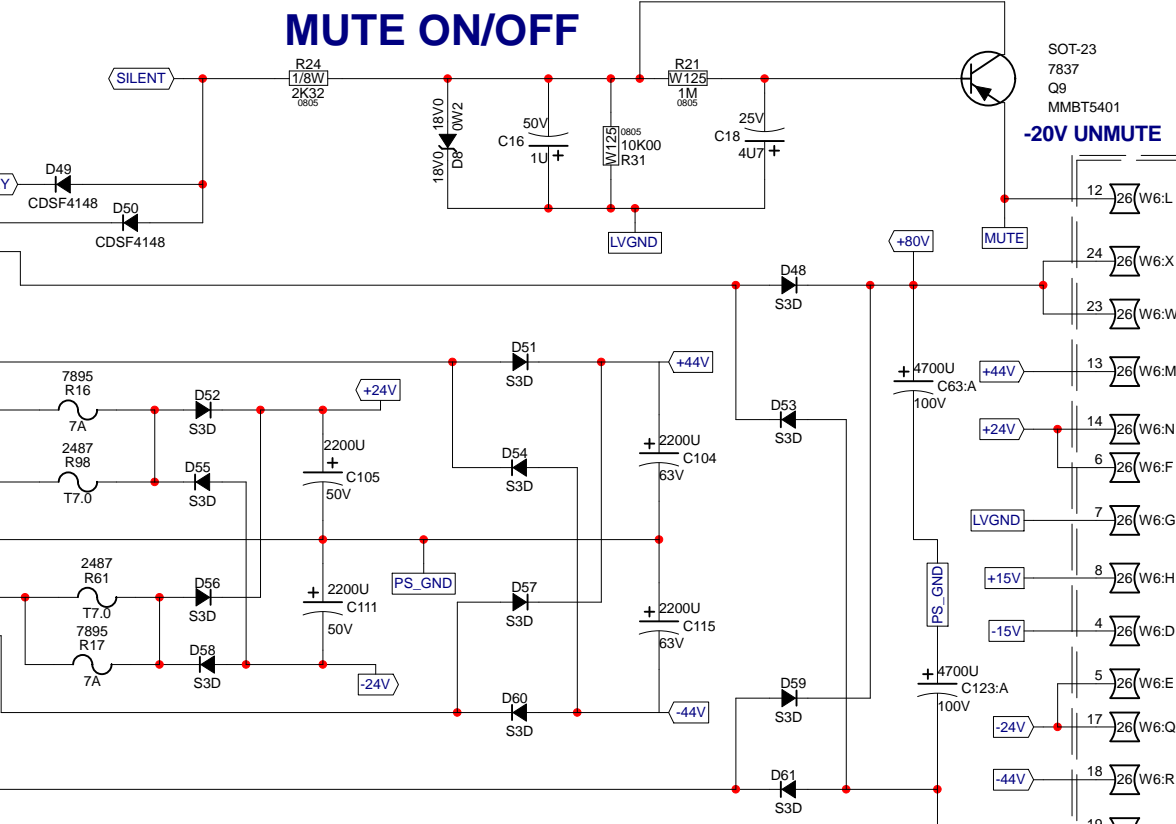 MUTE ON/OFF
SILENT
R24
1/8W
2K32
0805
18V0
0W2
18V0
D8
50V
C16
1U
+
W125
0805
10K00
R31
R21
W125
1M
0805
25V
C18
4U7
+
LVGND
SOT-23
7837
Q9
MMBT5401
-20V UNMUTE
MUTE
Y
D49
CDSF4148
D50
CDSF4148
+80V
D48
S3D
D51
S3D
+44V
D53
S3D
+
4700U
C63:A
100V
7895
R16
7A
D52
S3D
+24V
2487
R98
T7.0
D55
S3D
2200U
+
C105
50V
D54
S3D
+
2200U
C104
63V
PS_GND
2487
R61
T7.0
D56
S3D
7895
R17
7A
D58
S3D
+
2200U
C111
50V
-24V
D57
S3D
+
2200U
C115
63V
D60
S3D
-44V
D59
S3D
D61
S3D
PS_GND
+
4700U
C123:A
100V
12
26
W6:L
24
26
W6:X
23
26
W6:W
+44V
13
26
W6:M
+24V
14
26
W6:N
6
26
W6:F
LVGND
7
26
W6:G
+15V
8
26
W6:H
-15V
4
26
W6:D
5
26
W6:E
-24V
17
26
W6:Q
-44V
18
26
W6:R
19